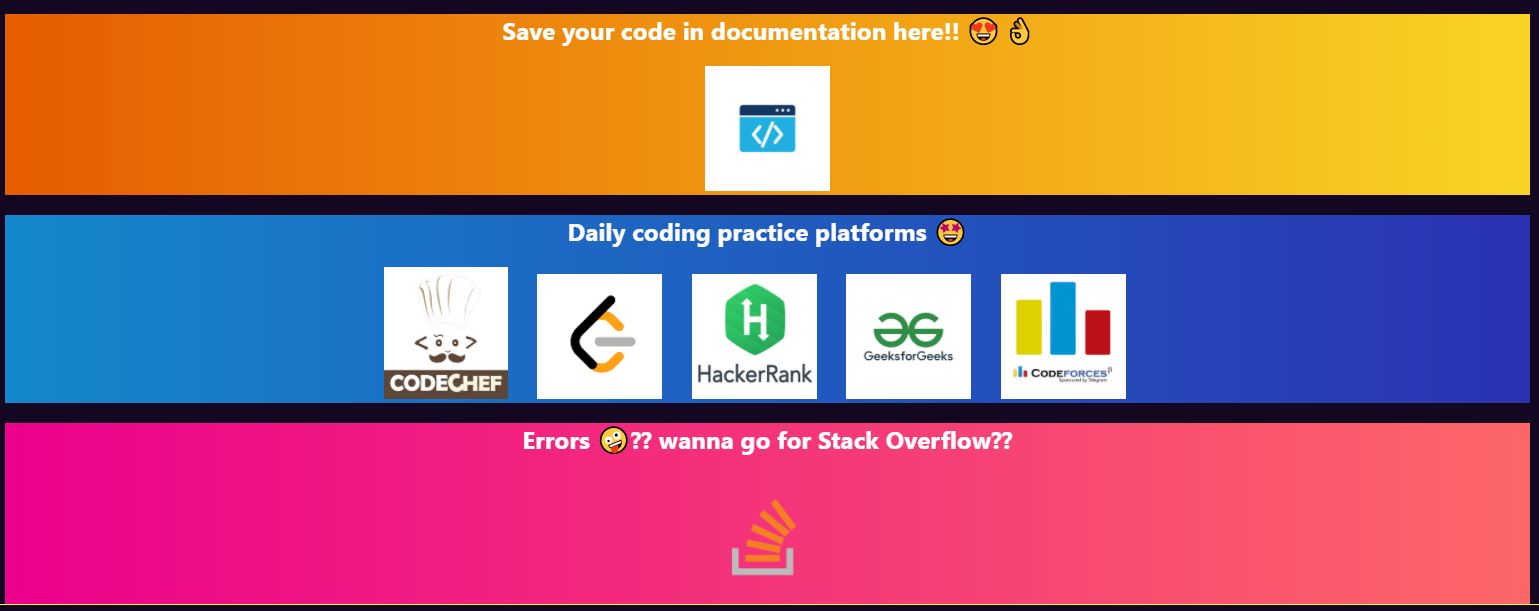 Save your code in documentation here!! 😍 👌
</>
Daily coding practice platforms 🤩
CODECHEF
HackerRank
GeeksforGeeks
CODEFORCES β
Sponsored by Telegram
Errors 🤪?? wanna go for Stack Overflow??